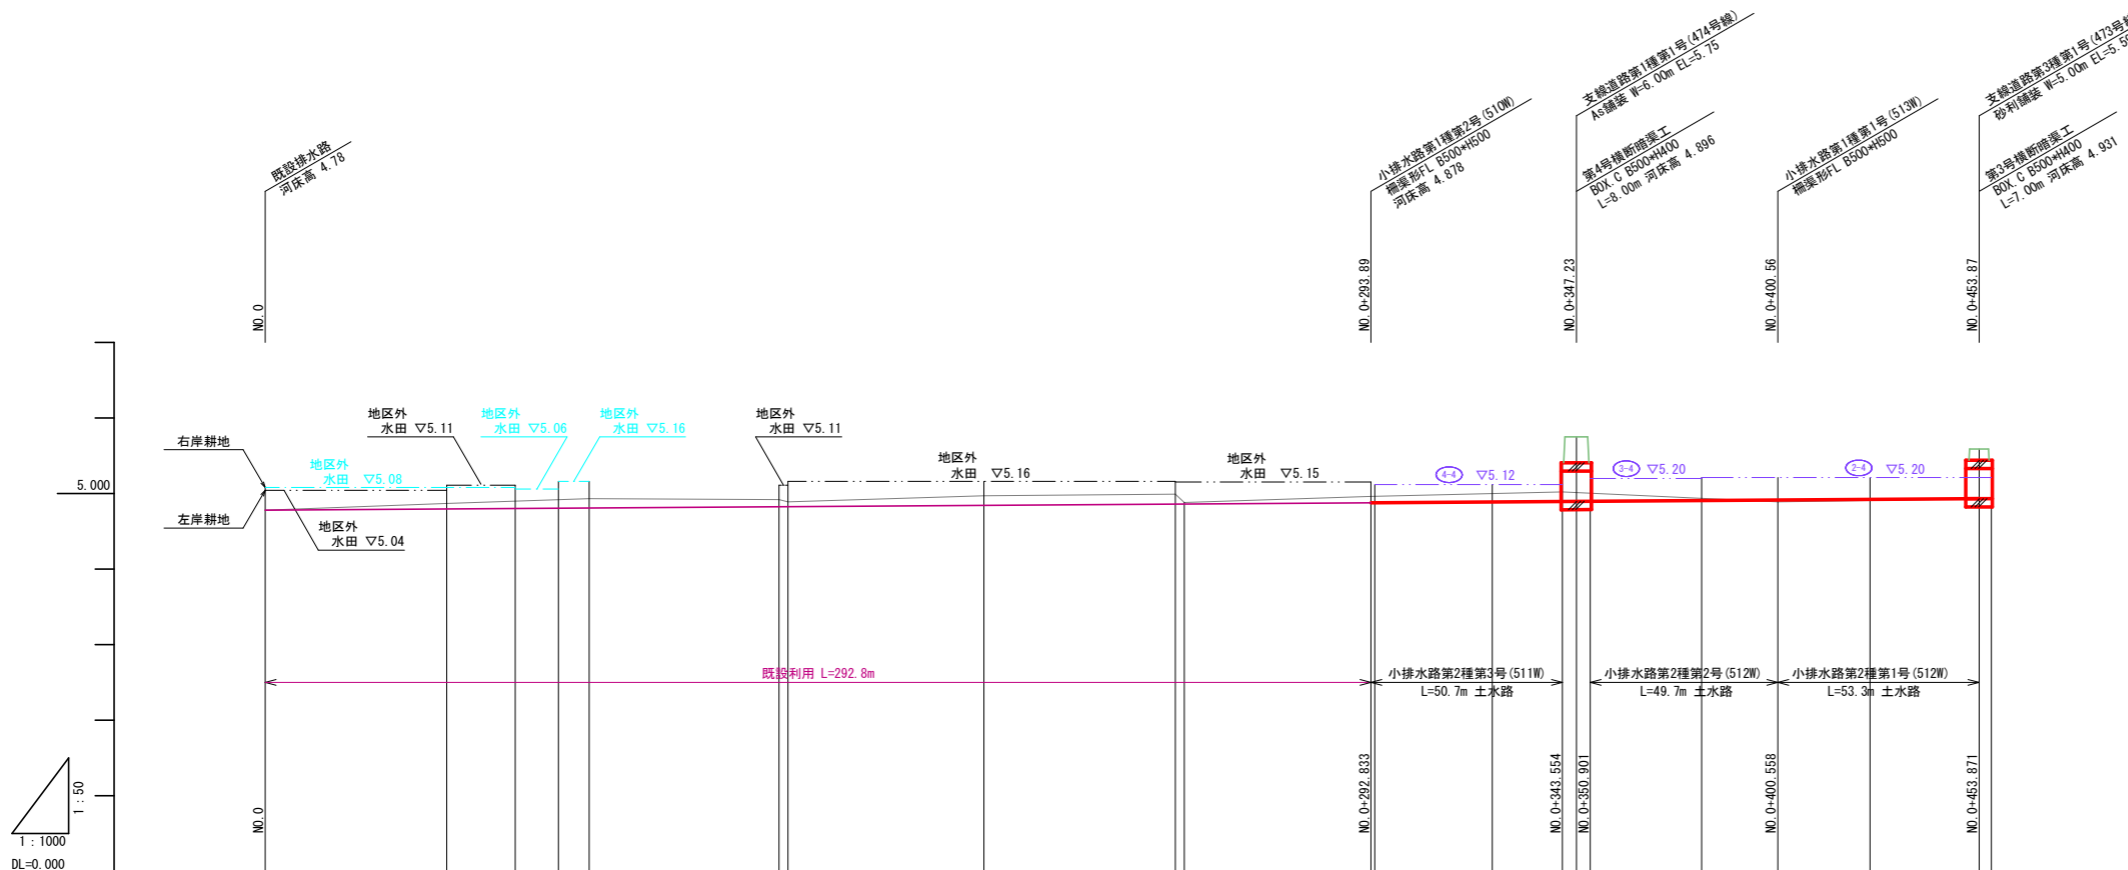 既設排水路
河床高 4.78
小排水路第1種第2号(510W)
柵渠形FL B500*H500
河床高 4.878
支線道路第1種第1号(474号線)
As舗装 W=6.00m EL=5.75
第4号横断暗渠工
BOX.C B500*H400
L=8.00m 河床高 4.896
小排水路第1種第1号(513W)
柵渠形FL B500*H500
支線道路第3種第1号(473号
砂利舗装 W=5.00m EL=5.5
第3号横断暗渠工
BOX.C B500*H400
L=7.00m 河床高 4.931
NO.0
NO.0+293.89
NO.0+347.23
NO.0+400.56
NO.0+453.87
地区外
水田 ▽5.11
地区外
水田 ▽5.06
地区外
水田 ▽5.16
地区外
水田 ▽5.11
右岸耕地
地区外
水田 ▽5.08
地区外
水田 ▽5.16
地区外
水田 ▽5.15
4-4 ▽5.12
3-4 ▽5.20
2-4 ▽5.20
5.000
左岸耕地
地区外
水田 ▽5.04
既設利用 L=292.8m
小排水路第2種第3号(511W)
L=50.7m 土水路
小排水路第2種第2号(512W)
L=49.7m 土水路
小排水路第2種第1号(512W)
L=53.3m 土水路
NO.0
NO.0+292.833
NO.0+343.554
NO.0+350.901
NO.0+400.558
NO.0+453.871
1:50
1:1000
DL=0.000